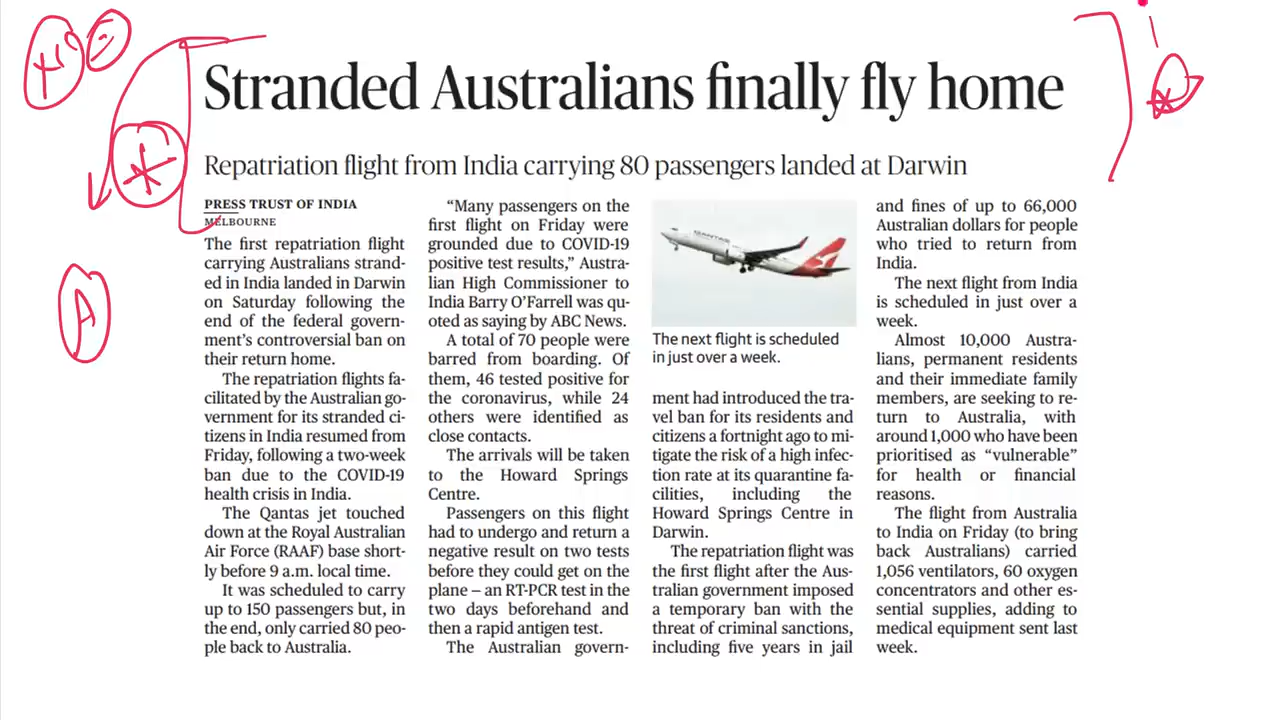 Stranded Australians finally fly home
Repatriation flight from India carrying 80 passengers landed at Darwin
PRESS TRUST OF INDIA
MELBOURNE
The first repatriation flight
carrying Australians strand-
ed in India landed in Darwin
on Saturday following the
end of the federal govern-
ment’s controversial ban on
their return home.
The repatriation flights fa-
cilitated by the Australian go-
vernment for its stranded ci-
tizens in India resumed from
Friday, following a two-week
ban due to the COVID-19
health crisis in India.
The Qantas jet touched
down at the Royal Australian
Air Force (RAAF) base short-
ly before 9 a.m. local time.
It was scheduled to carry
up to 150 passengers but, in
the end, only carried 80 peo-
ple back to Australia.
“Many passengers on the
first flight on Friday were
grounded due to COVID-19
positive test results,” Austra-
lian High Commissioner to
India Barry O’Farrell was qu-
oted as saying by ABC News.
A total of 70 people were
barred from boarding. Of
them, 46 tested positive for
the coronavirus, while 24
others were identified as
close contacts.
The arrivals will be taken
to the Howard Springs
Centre.
Passengers on this flight
had to undergo and return a
negative result on two tests
before they could get on the
plane – an RT-PCR test in the
two days beforehand and
then a rapid antigen test.
The Australian govern-
QANTAS
The next flight is scheduled
in just over a week.
ment had introduced the tra-
vel ban for its residents and
citizens a fortnight ago to mi-
tigate the risk of a high infec-
tion rate at its quarantine fa-
cilities, including the
Howard Springs Centre in
Darwin.
The repatriation flight was
the first flight after the Aus-
tralian government imposed
a temporary ban with the
threat of criminal sanctions,
including five years in jail
and fines of up to 66,000
Australian dollars for people
who tried to return from
India.
The next flight from India
is scheduled in just over a
week.
Almost 10,000 Austra-
lians, permanent residents
and their immediate family
members, are seeking to re-
turn to Australia, with
around 1,000 who have been
prioritised as “vulnerable”
for health or financial
reasons.
The flight from Australia
to India on Friday (to bring
back Australians) carried
1,056 ventilators, 60 oxygen
concentrators and other es-
sential supplies, adding to
medical equipment sent last
week.
A